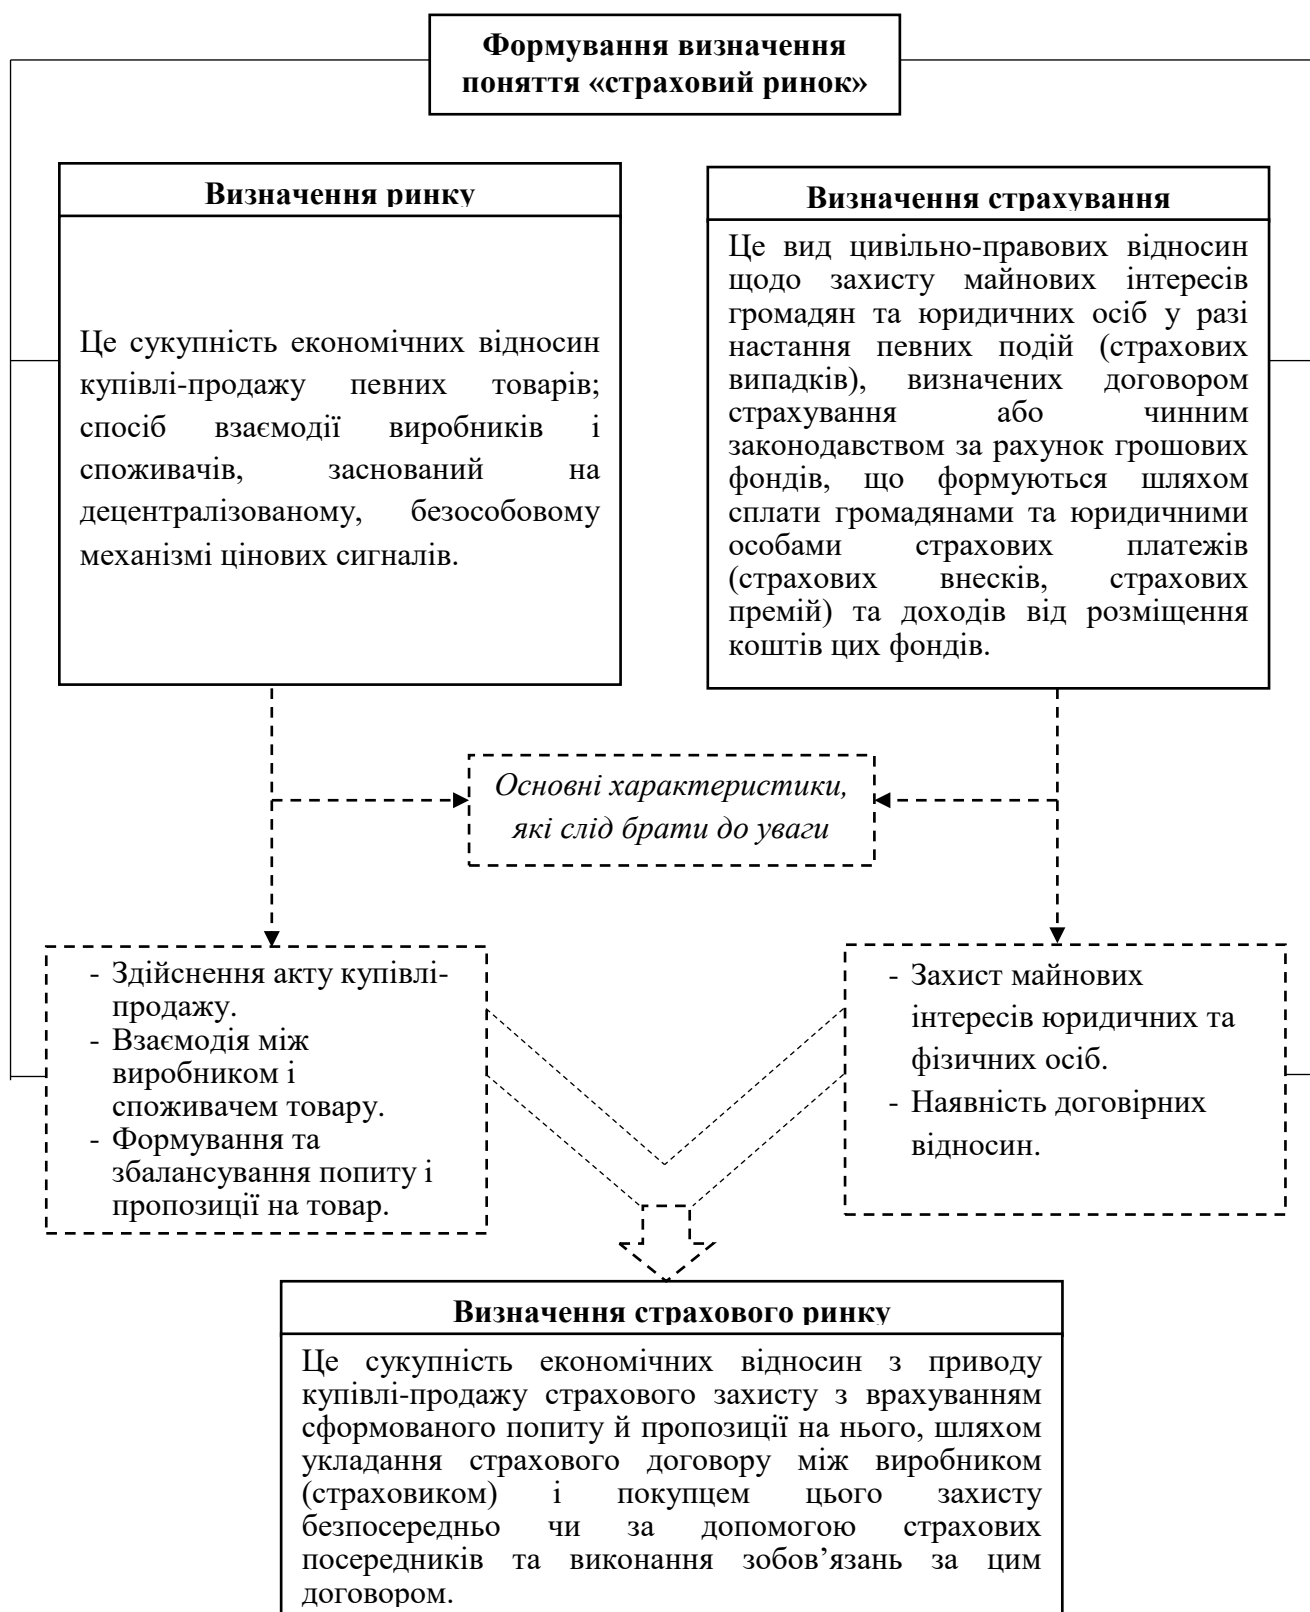 Формування визначення
поняття «страховий ринок»
Визначення ринку
Це сукупність економічних відносин
купівлі-продажу певних товарів;
спосіб взаємодії виробників і
споживачів, заснований на
децентралізованому, безособовому
механізмі цінових сигналів.
Визначення страхування
Це вид цивільно-правових відносин
щодо захисту майнових інтересів
громадян та юридичних осіб у разі
настання певних подій (страхових
випадків), визначених договором
страхування або чинним
законодавством за рахунок грошових
фондів, що формуються шляхом
сплати громадянами та юридичними
особами страхових платежів
(страхових внесків, страхових
премій) та доходів від розміщення
коштів цих фондів.
Основні характеристики,
які слід брати до уваги
- Здійснення акту купівлі-
продажу.
- Взаємодія між
виробником і
споживачем товару.
- Формування та
збалансування попиту і
пропозиції на товар.
- Захист майнових
інтересів юридичних та
фізичних осіб.
- Наявність договірних
відносин.
Визначення страхового ринку
Це сукупність економічних відносин з приводу
купівлі-продажу страхового захисту з врахуванням
сформованого попиту й пропозиції на нього, шляхом
укладання страхового договору між виробником
(страховиком) і покупцем цього захисту
безпосередньо чи за допомогою страхових
посередників та виконання зобов’язань за цим
договором.